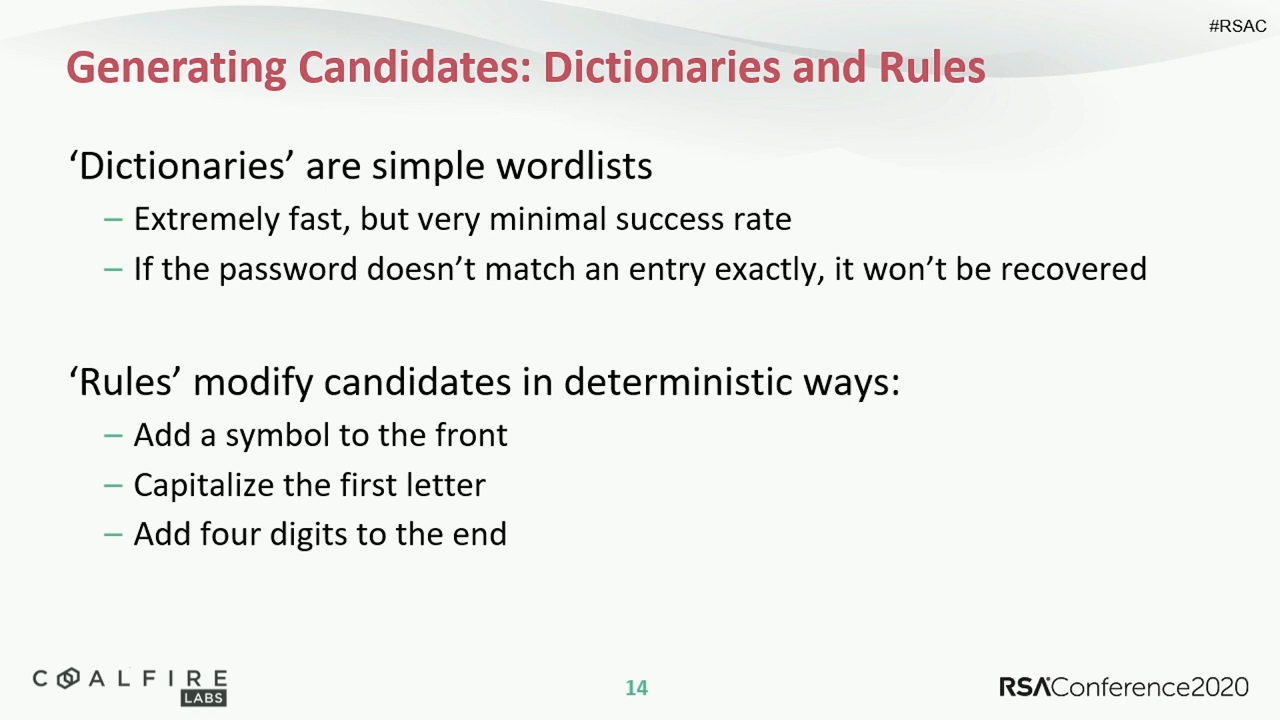 #RSAC
Generating Candidates: Dictionaries and Rules
‘Dictionaries’ are simple wordlists
– Extremely fast, but very minimal success rate
– If the password doesn’t match an entry exactly, it won’t be recovered
‘Rules’ modify candidates in deterministic ways:
– Add a symbol to the front
– Capitalize the first letter
– Add four digits to the end
COALFIRE
LABS
14
RSAConference2020